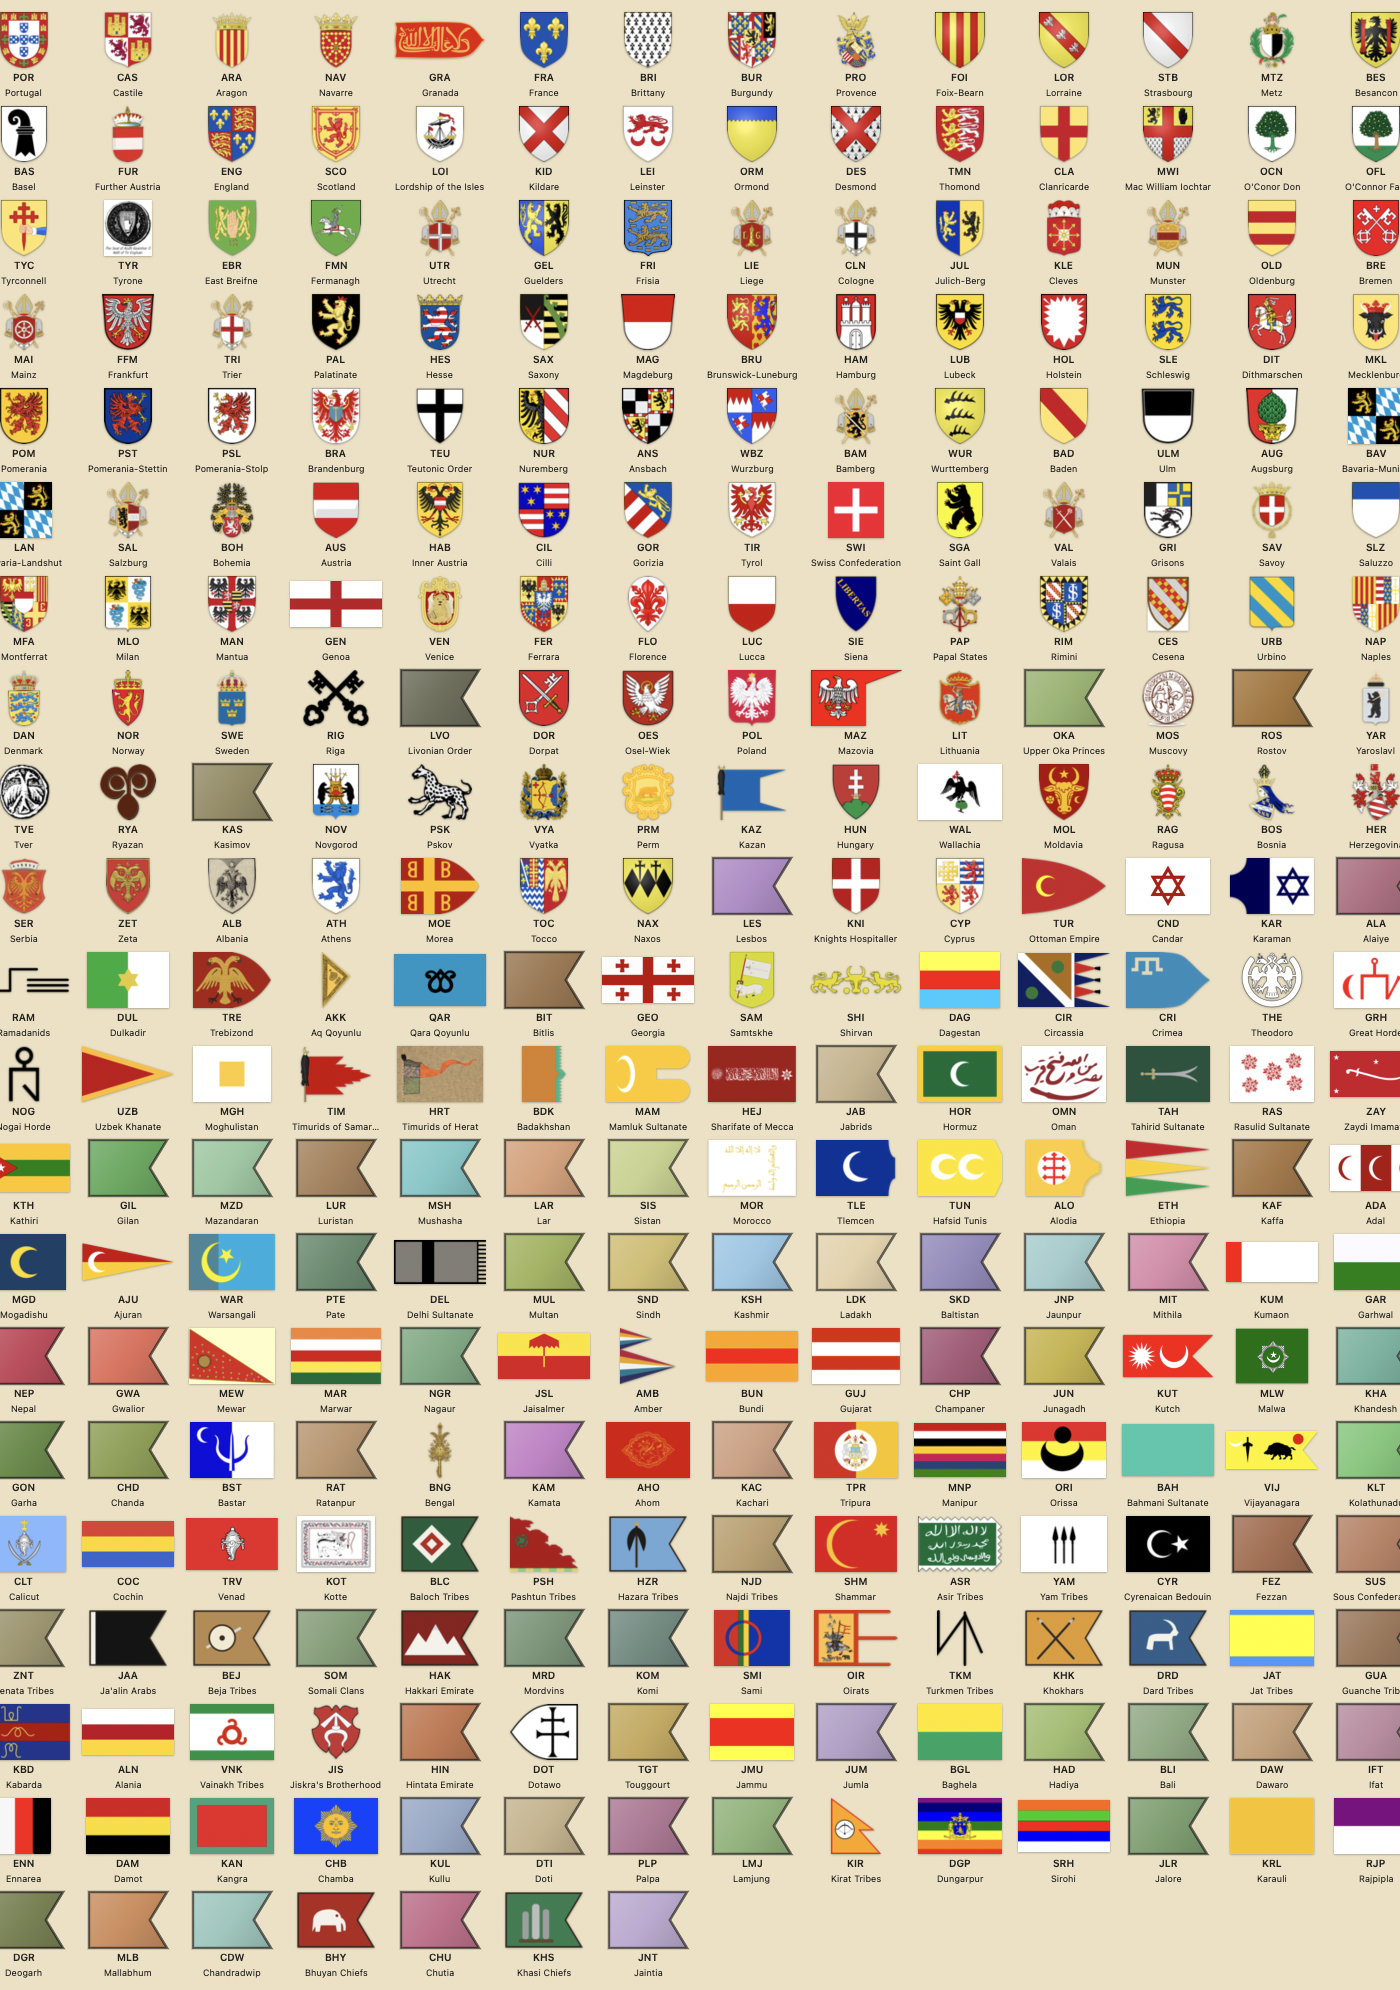 POR CAS ARA NAV GRA FRA BRI BUR PRO FOI LOR STB MTZ BES
Portugal Castile Aragon Navarre Granada France Brittany Burgundy Provence Foix-Bearn Lorraine Strasbourg Metz Besancon
BAS FUR ENG SCO LOI KID LEI ORM DES TMN CLA MWI OCN OFL
Basel Further Austria England Scotland Lordship of the Isles Kildare Leinster Ormond Desmond Thomond Clanricarde Mac William Iochtar O'Conor Don O'Connor Fa
TYC TYR EBR FMN UTR GEL FRI LIE CLN JUL KLE MUN OLD BRE
Tyrconnell Tyrone East Breifne Fermanagh Utrecht Guelders Frisia Liege Cologne Julich-Berg Cleves Munster Oldenburg Bremen
MAI FFM TRI PAL HES SAX MAG BRU HAM LUB HOL SLE DIT MKL
Mainz Frankfurt Trier Palatinate Hesse Saxony Magdeburg Brunswick-Luneburg Hamburg Lubeck Holstein Schleswig Dithmarschen Mecklenbur
POM PST PSL BRA TEU NUR ANS WBZ BAM WUR BAD ULM AUG BAV
Pomerania Pomerania-Stettin Pomerania-Stolp Brandenburg Teutonic Order Nuremberg Ansbach Wurzburg Bamberg Wurttemberg Baden Ulm Augsburg Bavaria-Muni
LAN SAL BOH AUS HAB CIL GOR TIR SWI SGA VAL GRI SAV SLZ
aria-Landshut Salzburg Bohemia Austria Inner Austria Cilli Gorizia Tyrol Swiss Confederation Saint Gall Valais Grisons Savoy Saluzzo
LIBERTAS
MFA MLO MAN GEN VEN FER FLO LUC SIE PAP RIM CES URB NAP
Montferrat Milan Mantua Genoa Venice Ferrara Florence Lucca Siena Papal States Rimini Cesena Urbino Naples
DAN NOR SWE RIG LVO DOR OES POL MAZ LIT OKA MOS ROS YAR
Denmark Norway Sweden Riga Livonian Order Dorpat Osel-Wiek Poland Mazovia Lithuania Upper Oka Princes Muscovy Rostov Yaroslavl
TVE RYA KAS NOV PSK VYA PRM KAZ HUN WAL MOL RAG BOS HER
Tver Ryazan Kasimov Novgorod Pskov Vyatka Perm Kazan Hungary Wallachia Moldavia Ragusa Bosnia Herzegovin
SER ZET ALB ATH MOE TOC NAX LES KNI CYP TUR CND KAR ALA
Serbia Zeta Albania Athens Morea Tocco Naxos Lesbos Knights Hospitaller Cyprus Ottoman Empire Candar Karaman Alaiye
RAM DUL TRE AKK QAR BIT GEO SAM SHI DAG CIR CRI THE GRH
Ramadanids Dulkadir Trebizond Aq Qoyunlu Qara Qoyunlu Bitlis Georgia Samtskhe Shirvan Dagestan Circassia Crimea Theodoro Great Horde
NOG UZB MGH TIM HRT BDK MAM HEJ JAB HOR OMN TAH RAS ZAY
Nogai Horde Uzbek Khanate Moghulistan Timurids of Samar... Timurids of Herat Badakhshan Mamluk Sultanate Sharifate of Mecca Jabrids Hormuz Oman Tahirid Sultanate Rasulid Sultanate Zaydi Imama
KTH GIL MZD LUR MSH LAR SIS MOR TLE TUN ALO ETH KAF ADA
Kathiri Gilan Mazandaran Luristan Mushasha Lar Sistan Morocco Tlemcen Hafsid Tunis Alodia Ethiopia Kaffa Adal
MGD AJU WAR PTE DEL MUL SND KSH LDK SKD JNP MIT KUM GAR
Mogadishu Ajuran Warsangali Pate Delhi Sultanate Multan Sindh Kashmir Ladakh Baltistan Jaunpur Mithila Kumaon Garhwal
NEP GWA MEW MAR NGR JSL AMB BUN GUJ CHP JUN KUT MLW KHA
Nepal Gwalior Mewar Marwar Nagaur Jaisalmer Amber Bundi Gujarat Champaner Junagadh Kutch Malwa Khandesh
GON CHD BST RAT BNG KAM AHO KAC TPR MNP ORI BAH VIJ KLT
Garha Chanda Bastar Ratanpur Bengal Kamata Ahom Kachari Tripura Manipur Orissa Bahmani Sultanate Vijayanagara Kolathunad
CLT COC TRV KOT BLC PSH HZR NJD SHM ASR YAM CYR FEZ SUS
Calicut Cochin Venad Kotte Baloch Tribes Pashtun Tribes Hazara Tribes Najdi Tribes Shammar Asir Tribes Yam Tribes Cyrenaican Bedouin Fezzan Sous Confedera
ZNT JAA BEJ SOM HAK MRD KOM SMI OIR TKM KHK DRD JAT GUA
enata Tribes Ja'alin Arabs Beja Tribes Somali Clans Hakkari Emirate Mordvins Komi Sami Oirats Turkmen Tribes Khokhars Dard Tribes Jat Tribes Guanche Trib
KBD ALN VNK JIS HIN DOT TGT JMU JUM BGL HAD BLI DAW IFT
Kabarda Alania Vainakh Tribes Jiskra's Brotherhood Hintata Emirate Dotawo Touggourt Jammu Jumla Baghela Hadiya Bali Dawaro Ifat
ENN DAM KAN CHB KUL DTI PLP LMJ KIR DGP SRH JLR KRL RJP
Ennarea Damot Kangra Chamba Kullu Doti Palpa Lamjung Kirat Tribes Dungarpur Sirohi Jalore Karauli Rajpipla
DGR MLB CDW BHY CHU KHS JNT
Deogarh Mallabhum Chandradwip Bhuyan Chiefs Chutia Khasi Chiefs Jaintia